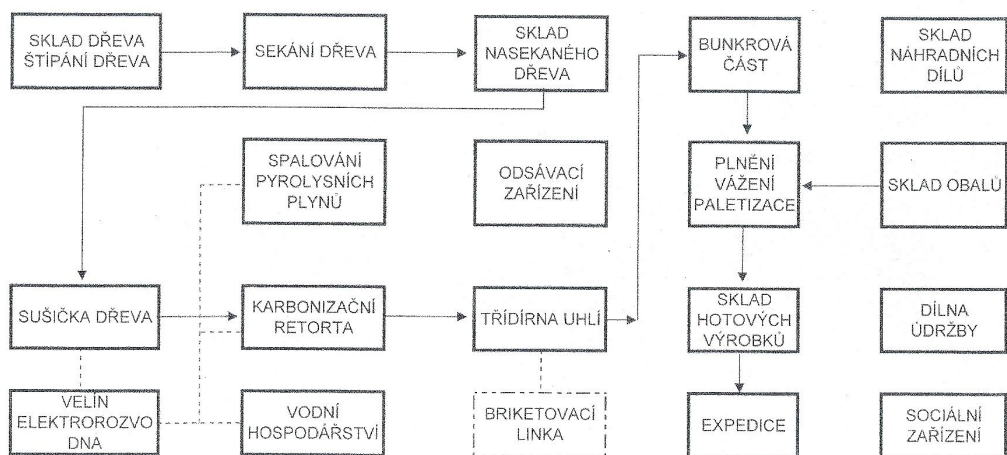 SKLAD DŘEVA
ŠTÍPÁNÍ DŘEVA
SEKÁNÍ DŘEVA
SKLAD
NASEKANÉHO
DŘEVA
BUNKROVÁ
ČÁST
SKLAD
NÁHRADNÍCH
DÍLŮ
SPALOVÁNÍ
PYROLYSNÍCH
PLYNŮ
ODSÁVACÍ
ZAŘÍZENÍ
PLNĚNÍ
VÁŽENÍ
PALETIZACE
SKLAD OBALŮ
SUŠIČKA DŘEVA
KARBONIZAČNÍ
RETORTA
TŘÍDÍRNA UHLÍ
SKLAD
HOTOVÝCH
VÝROBKŮ
DÍLNA
ÚDRŽBY
VELÍN
ELEKTROROZVO
DNA
VODNÍ
HOSPODÁŘSTVÍ
BRIKETOVACÍ
LINKA
EXPEDICE
SOCIÁLNÍ
ZAŘÍZENÍ